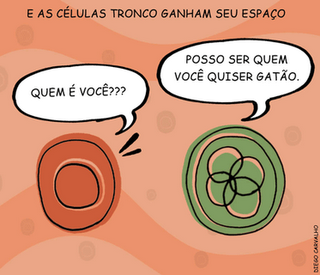 E AS CÉLULAS TRONCO GANHAM SEU ESPAÇO
QUEM É VOCÊ???
POSSO SER QUEM
VOCÊ QUISER GATÃO.
DIEGO CARVALHO